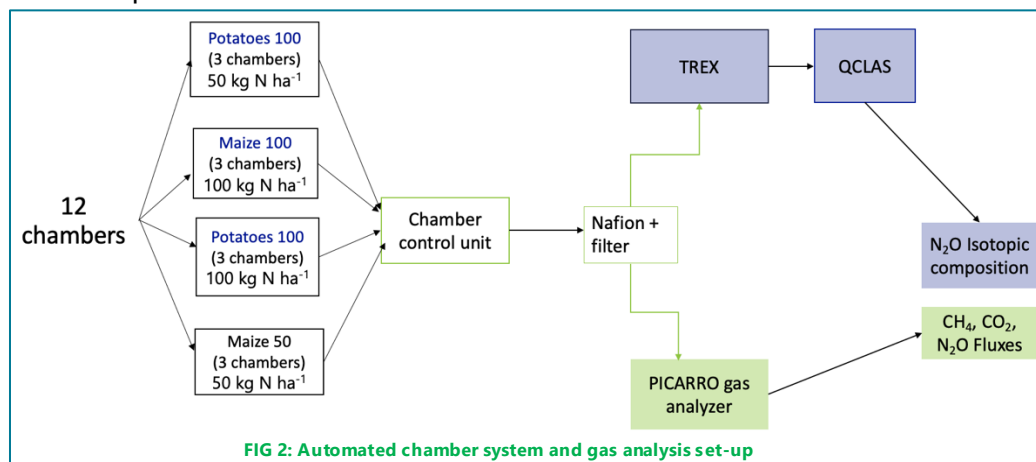 Potatoes 100
(3 chambers)
50 kg N ha⁻¹
Maize 100
(3 chambers)
100 kg N ha⁻¹
Potatoes 100
(3 chambers)
100 kg N ha⁻¹
Maize 50
(3 chambers)
50 kg N ha⁻¹
12
chambers
Chamber
control unit
Nafion +
filter
TREX
QCLAS
N₂O Isotopic
composition
CH₄, CO₂,
N₂O Fluxes
PICARRO gas
analyzer
FIG 2: Automated chamber system and gas analysis set-up